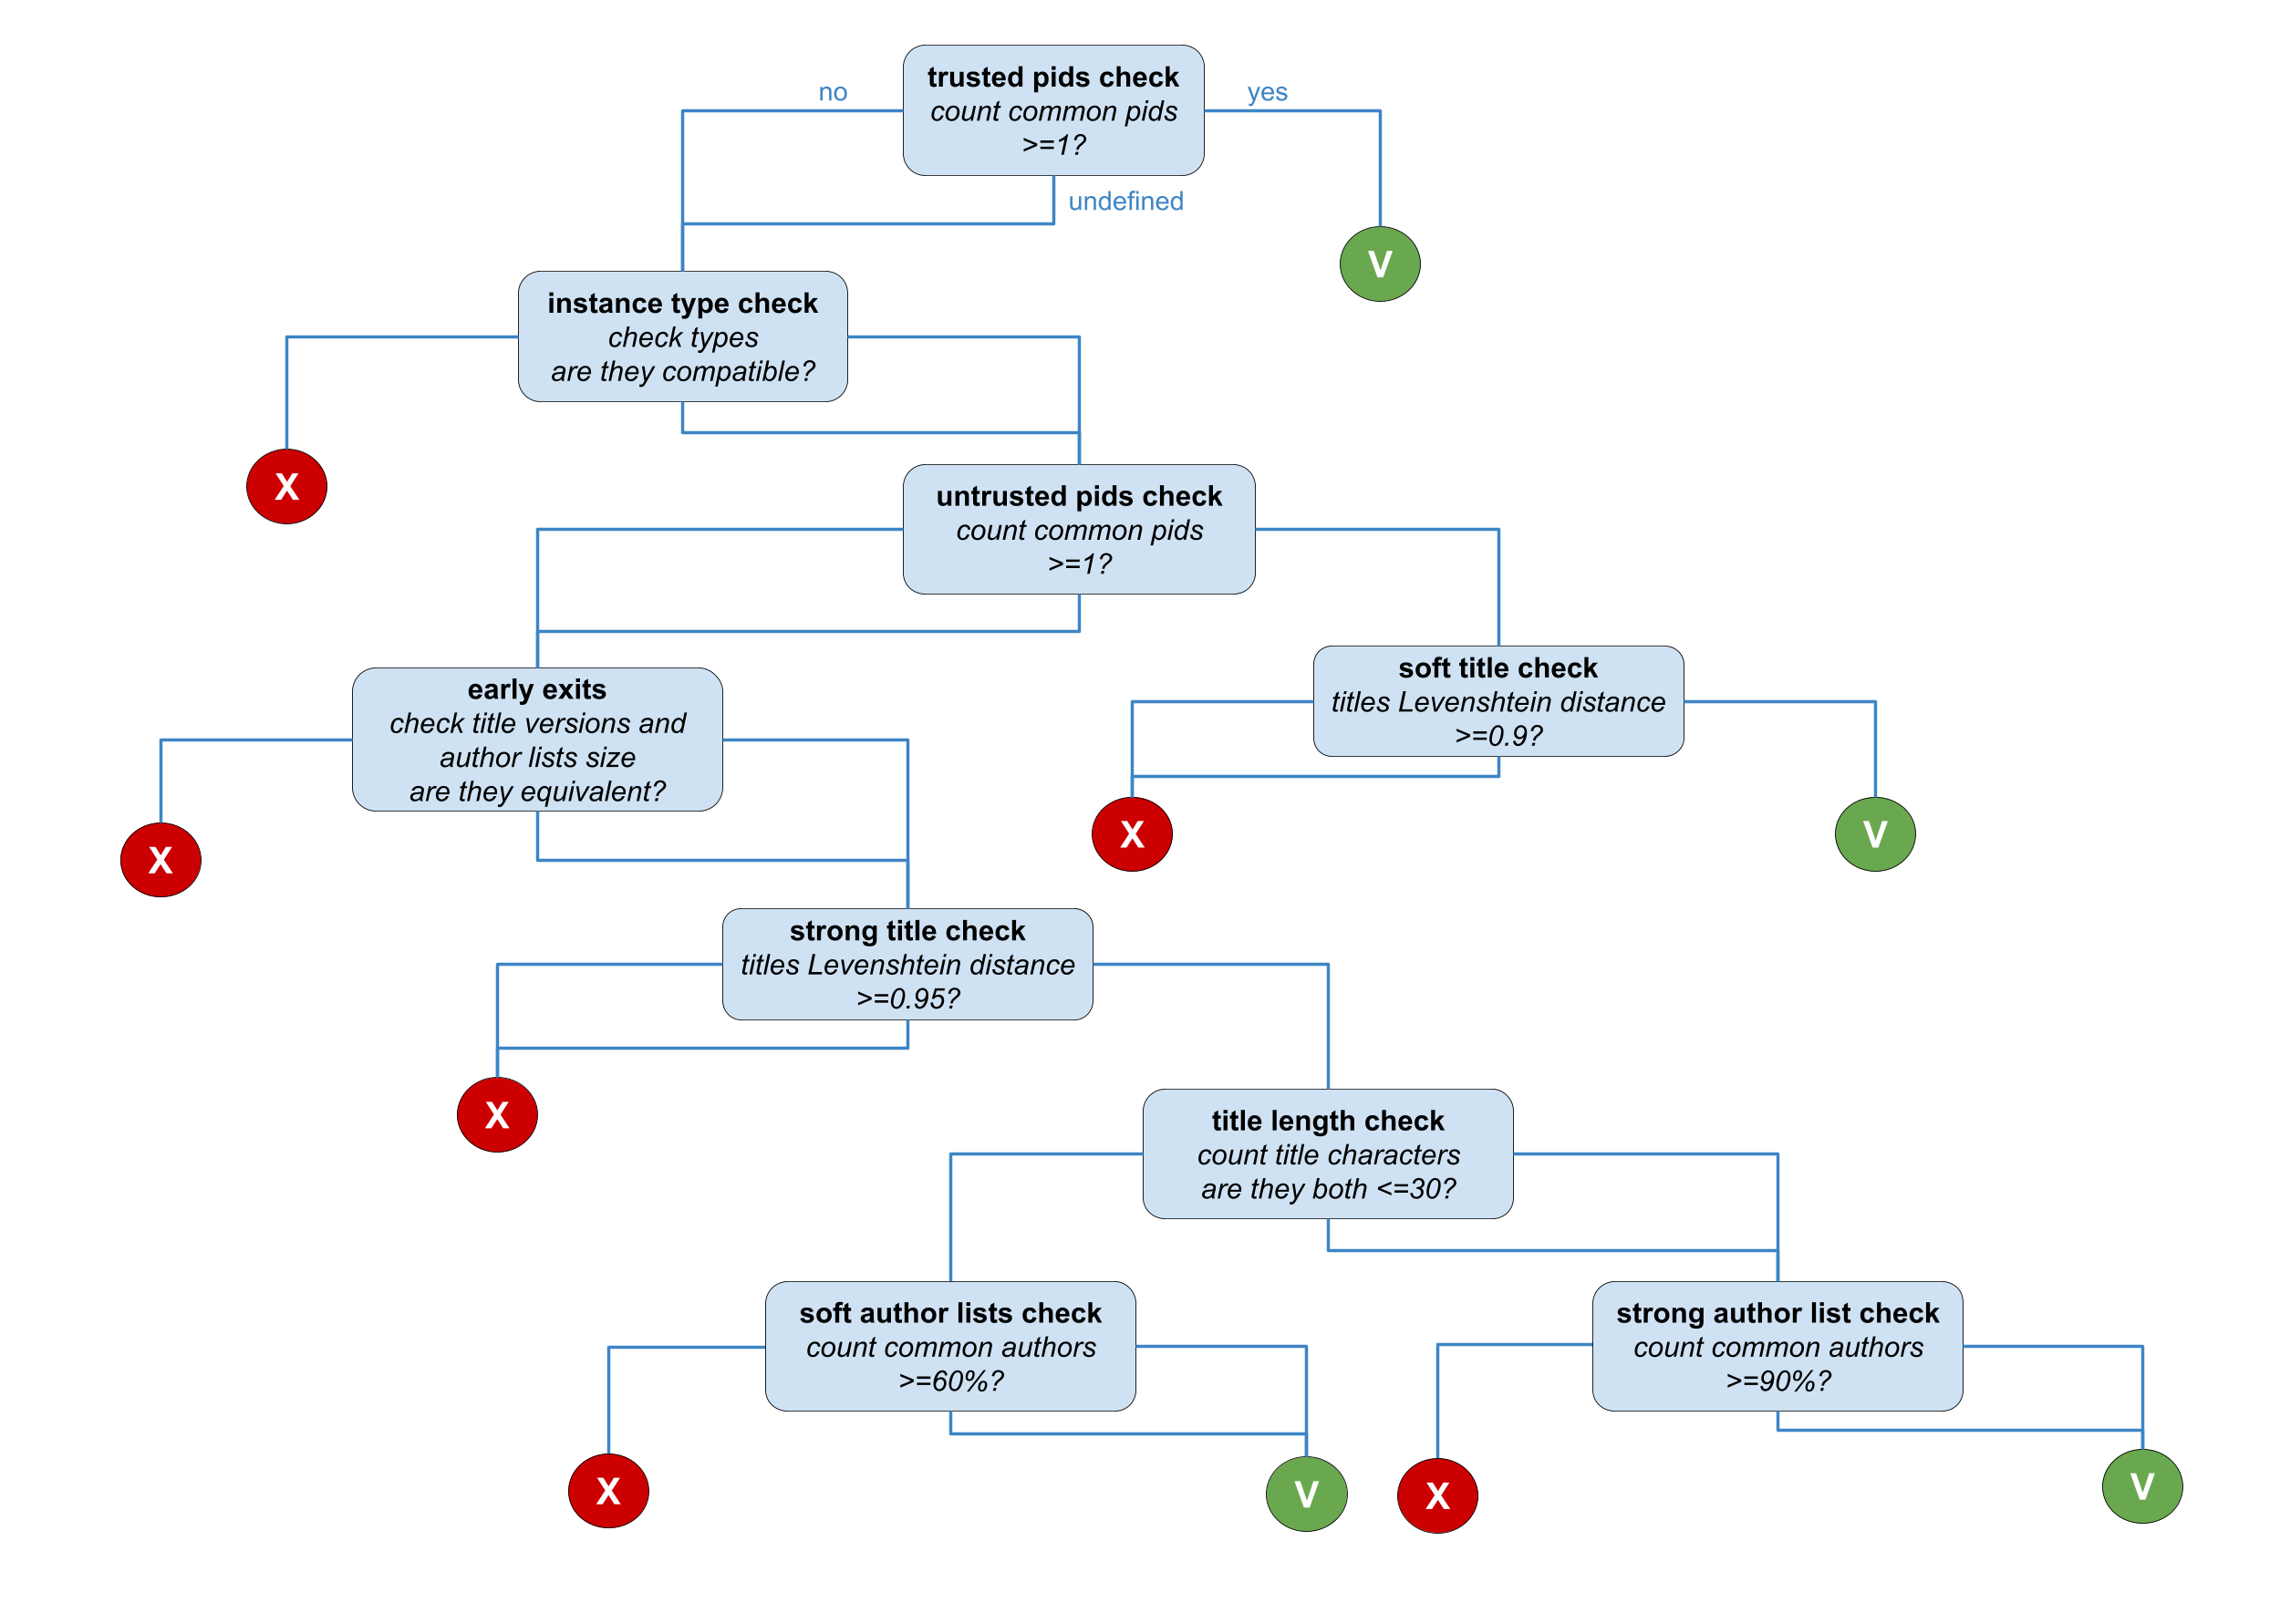 trusted pids check
count common pids
>=1?
no
yes
undefined
V
instance type check
check types
are they compatible?
X
untrusted pids check
count common pids
>=1?
soft title check
titles Levenshtein distance
>=0.9?
early exits
check title versions and
author lists size
are they equivalent?
X
V
X
strong title check
titles Levenshtein distance
>=0.95?
X
title length check
count title characters
are they both <=30?
soft author lists check
count common authors
>=60%?
strong author list check
count common authors
>=90%?
X
V
X
V